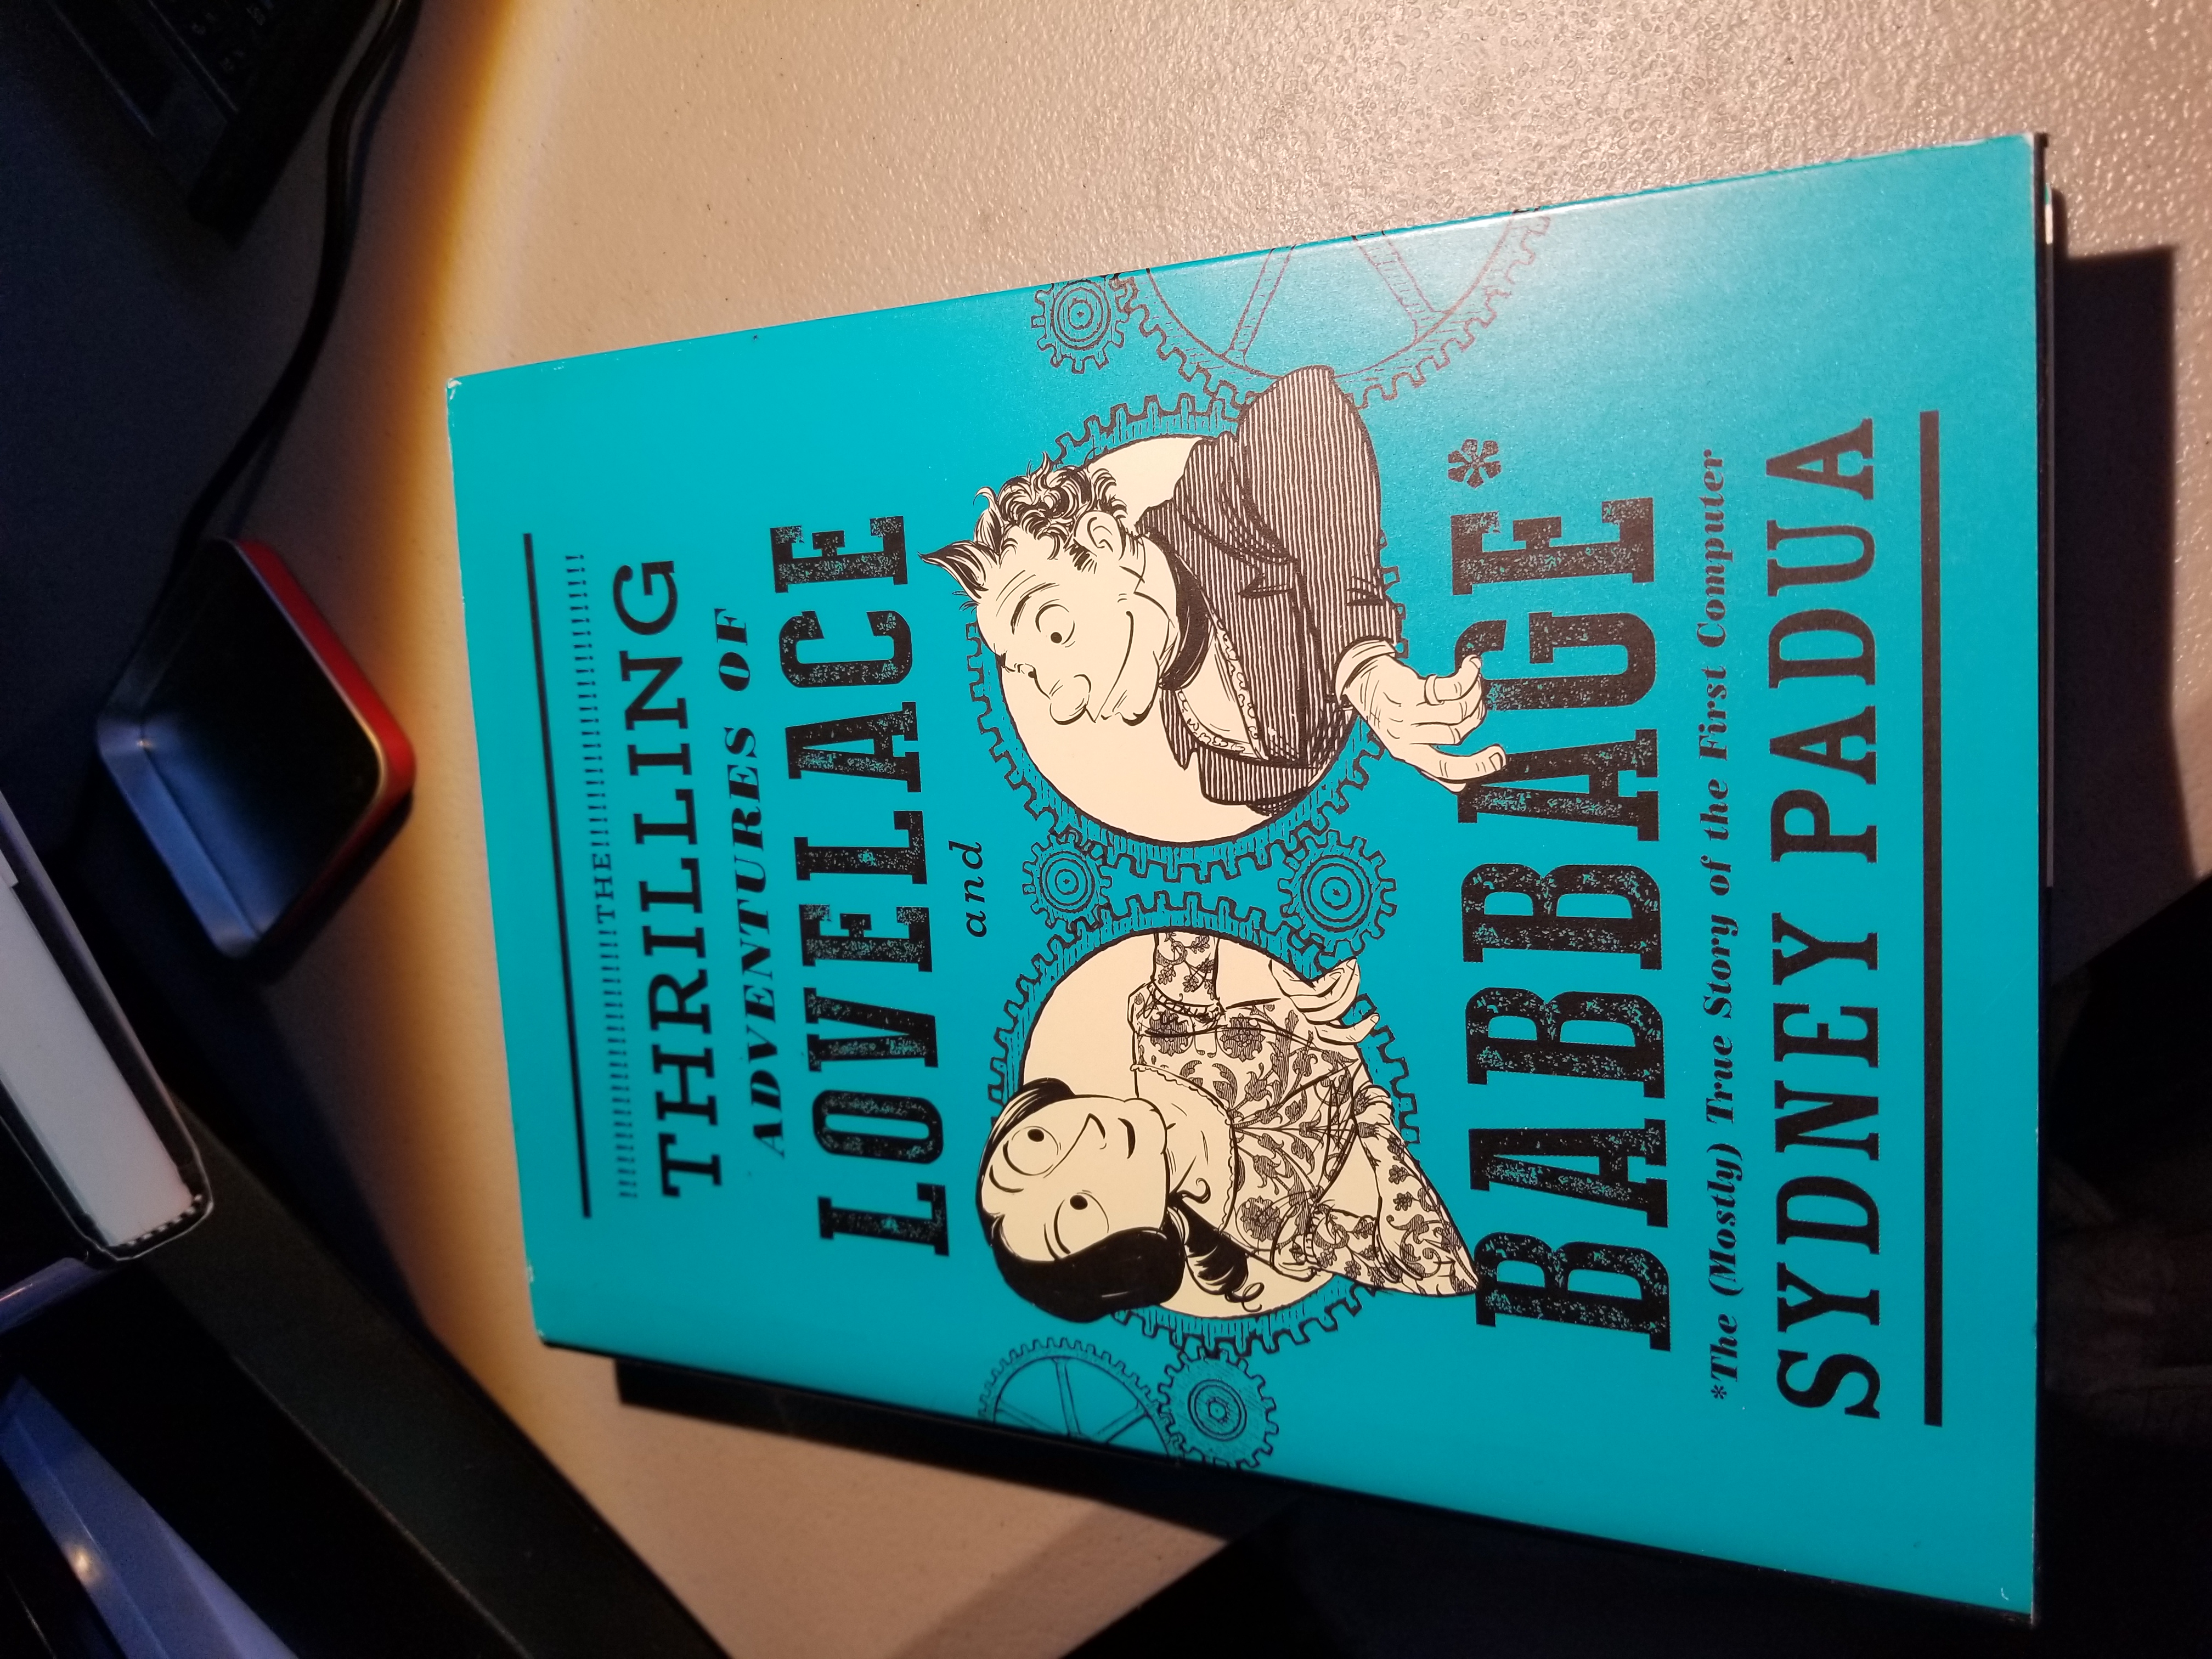 !!!!!!!!!!!!!!!!!!!!!!!THE!!!!!!!!!!!!!!!!!!!!!!!!
THRILLING
ADVENTURES OF
LOVELACE
and
BABBAGE*
*The (Mostly) True Story of the First Computer
SYDNEY PADUA